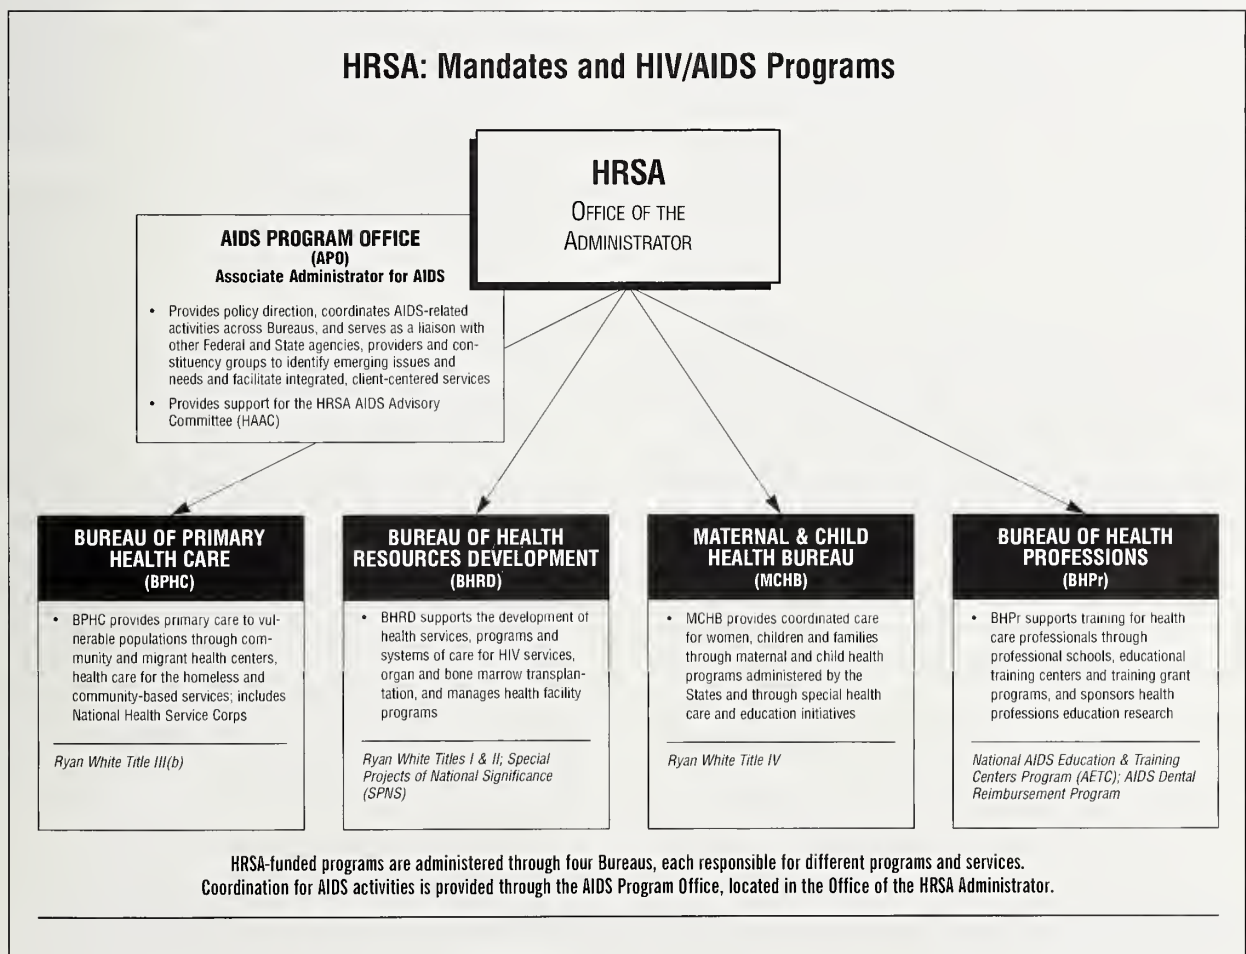 HRSA: Mandates and HIV/AIDS Programs
HRSA
OFFICE OF THE
ADMINISTRATOR
AIDS PROGRAM OFFICE
(APO)
Associate Administrator for AIDS
• Provides policy direction, coordinates AIDS-related
activities across Bureaus, and serves as a liaison with
other Federal and State agencies, providers and con-
stituency groups to identify emerging issues and
needs and facilitate integrated, client-centered services
• Provides support for the HRSA AIDS Advisory
Committee (HAAC)
BUREAU OF PRIMARY
HEALTH CARE
(BPHC)
• BPHC provides primary care to vul-
nerable populations through com-
munity and migrant health centers,
health care for the homeless and
community-based services; includes
National Health Service Corps
Ryan White Title III(b)
BUREAU OF HEALTH
RESOURCES DEVELOPMENT
(BHRD)
• BHRD supports the development of
health services, programs and
systems of care for HIV services,
organ and bone marrow transplan-
tation, and manages health facility
programs
Ryan White Titles I & II; Special
Projects of National Significance
(SPNS)
MATERNAL & CHILD
HEALTH BUREAU
(MCHB)
• MCHB provides coordinated care
for women, children and families
through maternal and child health
programs administered by the
States and through special health
care and education initiatives
Ryan White Title IV
BUREAU OF HEALTH
PROFESSIONS
(BHPr)
• BHPr supports training for health
care professionals through
professional schools, educational
training centers and training grant
programs, and sponsors health
professions education research
National AIDS Education & Training
Centers Program (AETC); AIDS Dental
Reimbursement Program
HRSA-funded programs are administered through four Bureaus, each responsible for different programs and services.
Coordination for AIDS activities is provided through the AIDS Program Office, located in the Office of the HRSA Administrator.